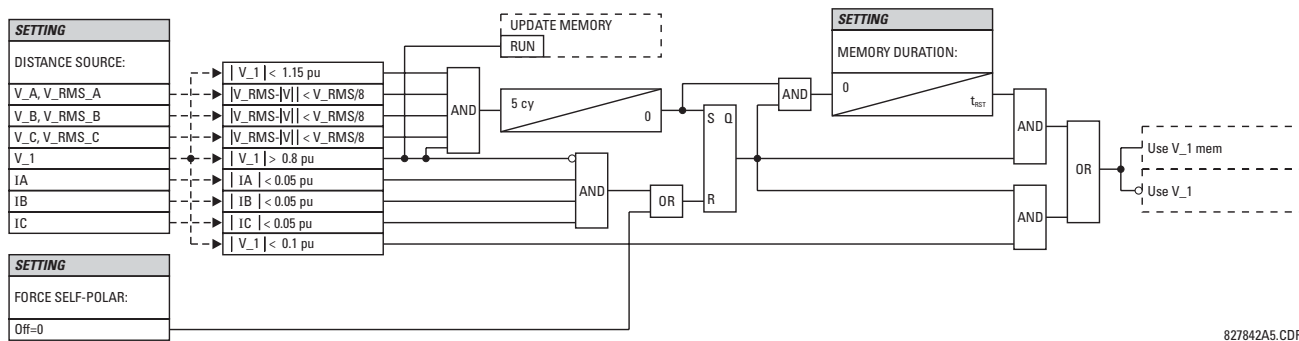 SETTING
DISTANCE SOURCE:
V_A, V_RMS_A
V_B, V_RMS_B
V_C, V_RMS_C
V_1
IA
IB
IC
SETTING
FORCE SELF-POLAR:
Off=0
| V_1 | < 1.15 pu
|V_RMS-|V|| < V_RMS/8
|V_RMS-|V|| < V_RMS/8
|V_RMS-|V|| < V_RMS/8
| V_1 | > 0.8 pu
| IA | < 0.05 pu
| IB | < 0.05 pu
| IC | < 0.05 pu
| V_1 | < 0.1 pu
UPDATE MEMORY
RUN
AND
5 cy
0
AND
OR
S Q
R
AND
SETTING
MEMORY DURATION:
0
tRST
AND
AND
OR
Use V_1 mem
Use V_1
827842A5.CDR